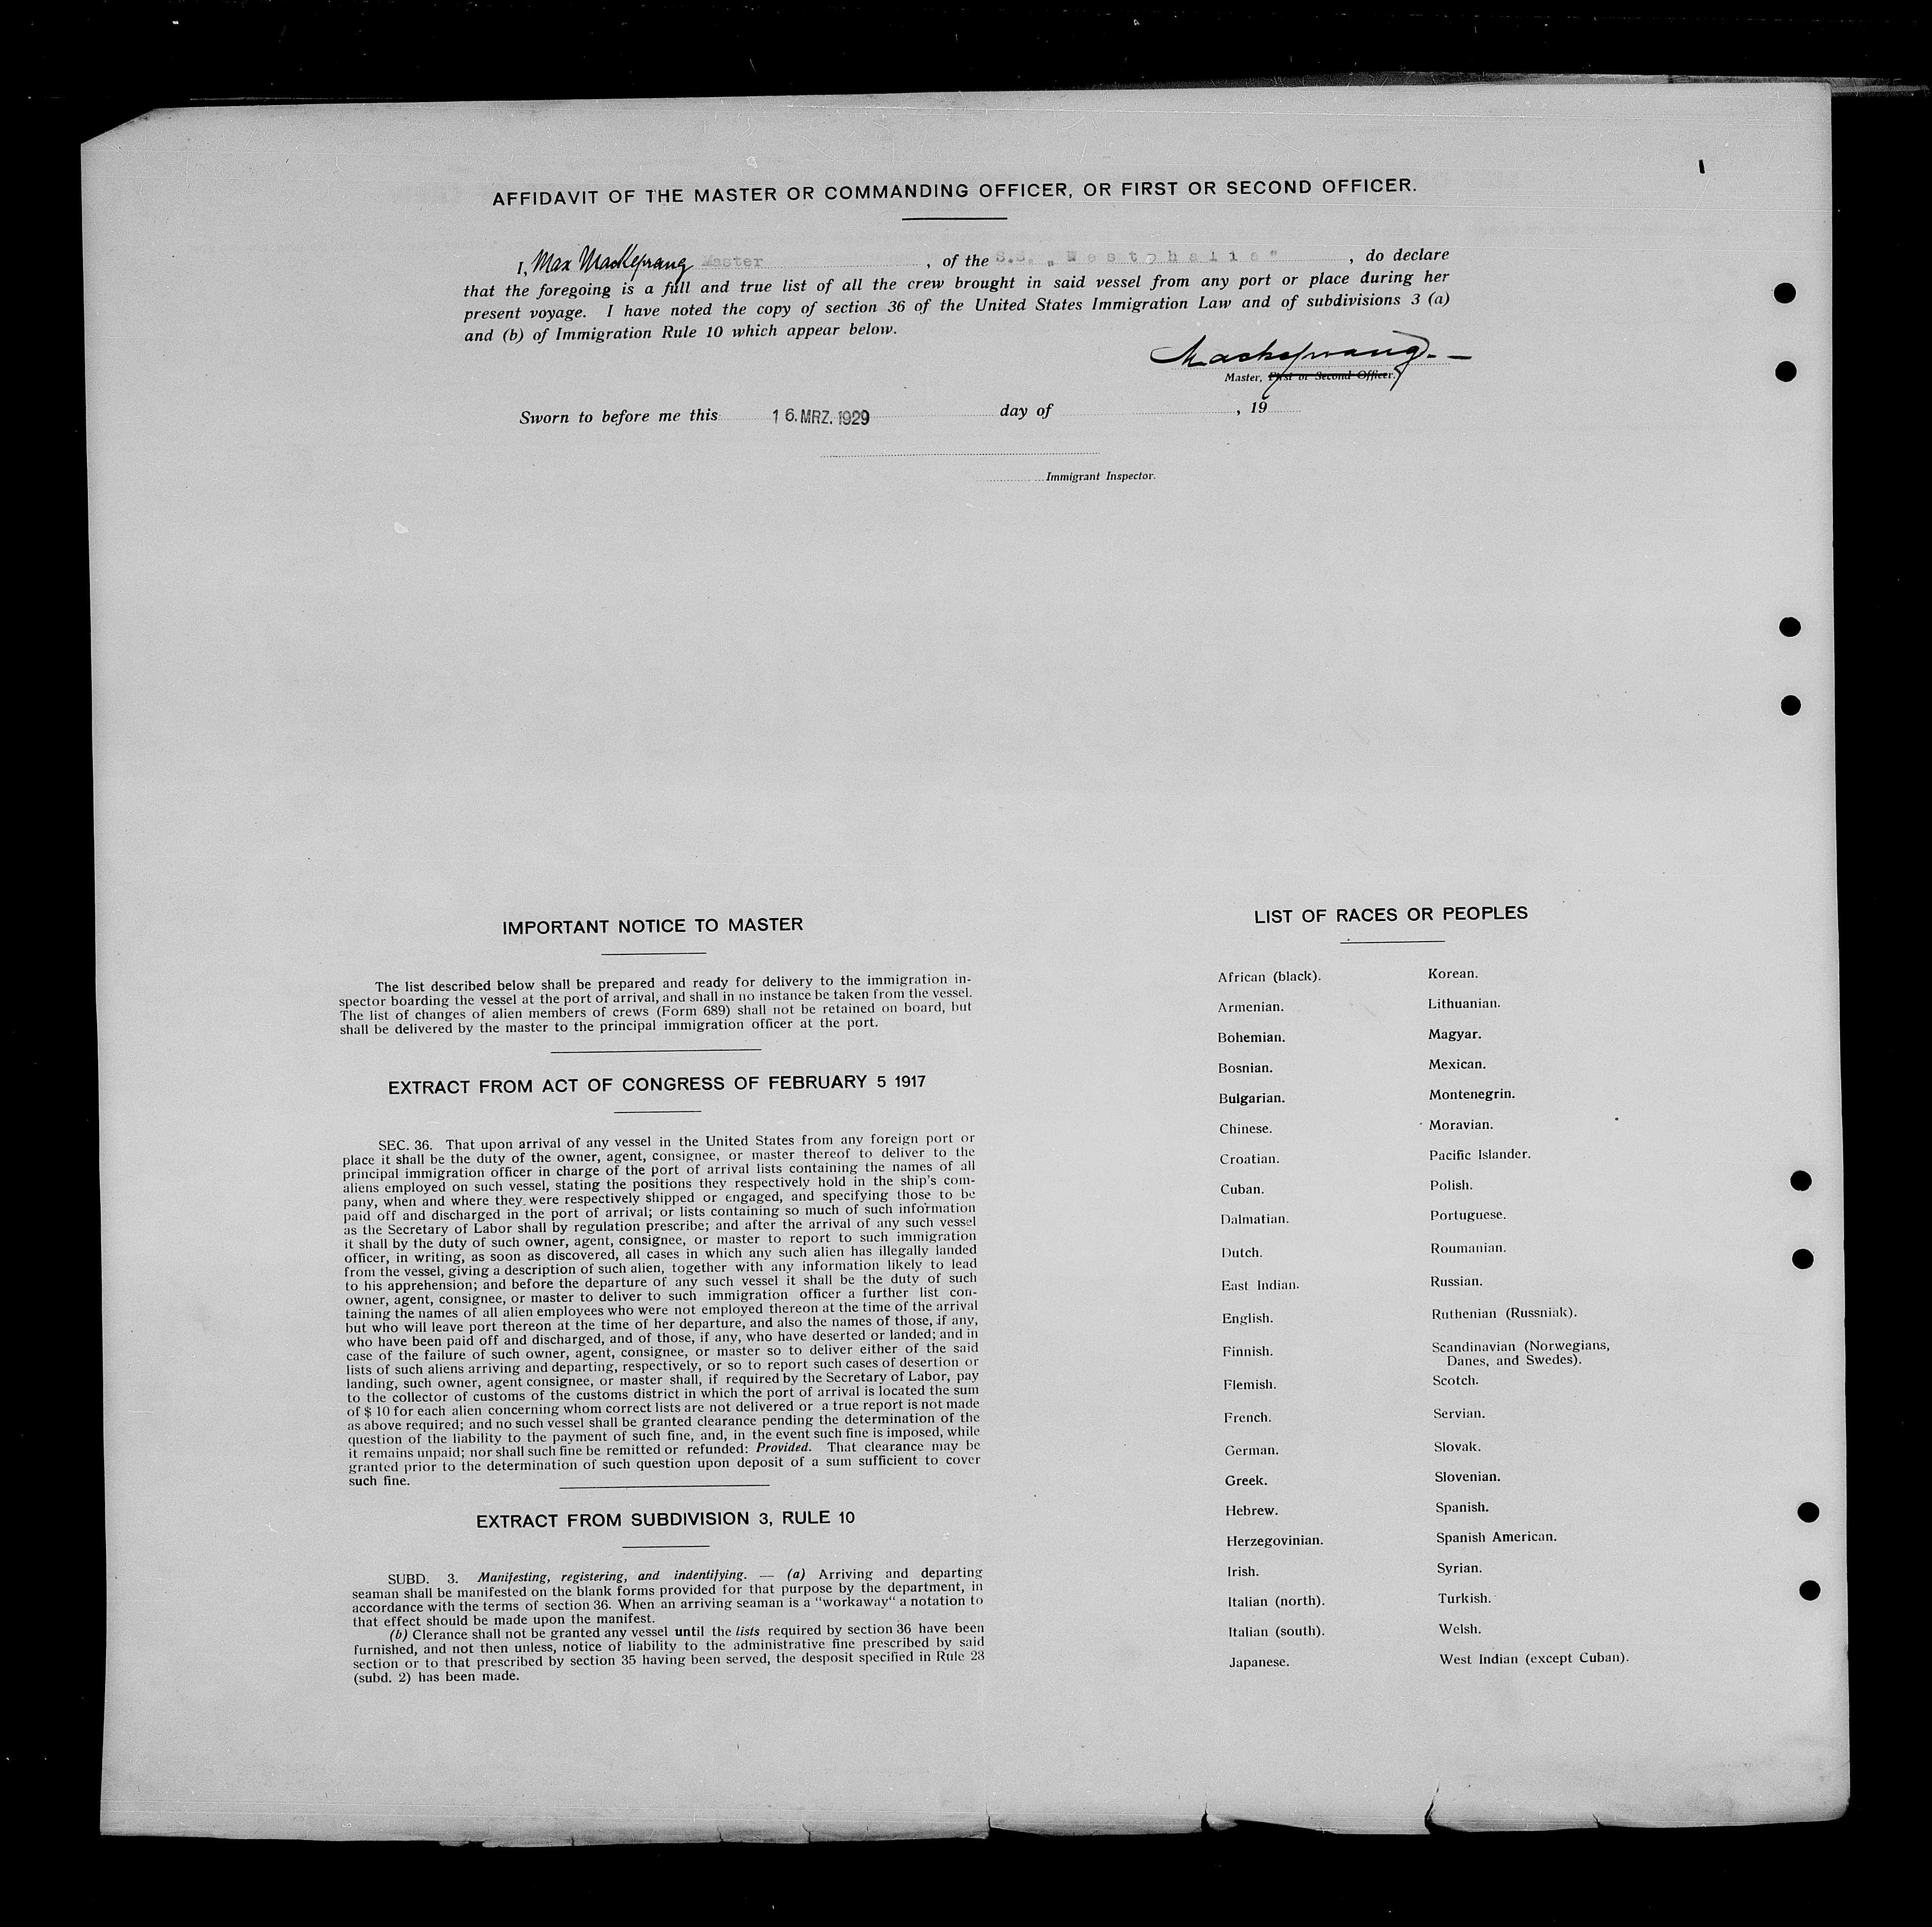 AFFIDAVIT OF THE MASTER OR COMMANDING OFFICER, OR FIRST OR SECOND OFFICER.
I, Max Mackeprang Master, of the S.S. „Westphalia", do declare
that the foregoing is a full and true list of all the crew brought in said vessel from any port or place during her
present voyage. I have noted the copy of section 36 of the United States Immigration Law and of subdivisions 3 (a)
and (b) of Immigration Rule 10 which appear below.
Mackeprang.
Master, First or Second Officer.
Sworn to before me this 16. MRZ. 1929 day of , 19
Immigrant Inspector.
IMPORTANT NOTICE TO MASTER
The list described below shall be prepared and ready for delivery to the immigration in-
spector boarding the vessel at the port of arrival, and shall in no instance be taken from the vessel.
The list of changes of alien members of crews (Form 689) shall not be retained on board, but
shall be delivered by the master to the principal immigration officer at the port.
EXTRACT FROM ACT OF CONGRESS OF FEBRUARY 5 1917
SEC. 36. That upon arrival of any vessel in the United States from any foreign port or
place it shall be the duty of the owner, agent, consignee, or master thereof to deliver to the
principal immigration officer in charge of the port of arrival lists containing the names of all
aliens employed on such vessel, stating the positions they respectively hold in the ship's com-
pany, when and where they were respectively shipped or engaged, and specifying those to be
paid off and discharged in the port of arrival; or lists containing so much of such information
as the Secretary of Labor shall by regulation prescribe; and after the arrival of any such vessel
it shall by the duty of such owner, agent, consignee, or master to report to such immigration
officer, in writing, as soon as discovered, all cases in which any such alien has illegally landed
from the vessel, giving a description of such alien, together with any information likely to lead
to his apprehension; and before the departure of any such vessel it shall be the duty of such
owner, agent, consignee, or master to deliver to such immigration officer a further list con-
taining the names of all alien employees who were not employed thereon at the time of the arrival
but who will leave port thereon at the time of her departure, and also the names of those, if any,
who have been paid off and discharged, and of those, if any, who have deserted or landed; and in
case of the failure of such owner, agent, consignee, or master so to deliver either of the said
lists of such aliens arriving and departing, respectively, or so to report such cases of desertion or
landing, such owner, agent consignee, or master shall, if required by the Secretary of Labor, pay
to the collector of customs of the customs district in which the port of arrival is located the sum
of $ 10 for each alien concerning whom correct lists are not delivered or a true report is not made
as above required; and no such vessel shall be granted clearance pending the determination of the
question of the liability to the payment of such fine, and, in the event such fine is imposed, while
it remains unpaid; nor shall such fine be remitted or refunded: Provided. That clearance may be
granted prior to the determination of such question upon deposit of a sum sufficient to cover
such fine.
EXTRACT FROM SUBDIVISION 3, RULE 10
SUBD. 3. Manifesting, registering, and indentifying. — (a) Arriving and departing
seaman shall be manifested on the blank forms provided for that purpose by the department, in
accordance with the terms of section 36. When an arriving seaman is a "workaway" a notation to
that effect should be made upon the manifest.
(b) Clerance shall not be granted any vessel until the lists required by section 36 have been
furnished, and not then unless, notice of liability to the administrative fine prescribed by said
section or to that prescribed by section 35 having been served, the desposit specified in Rule 28
(subd. 2) has been made.
LIST OF RACES OR PEOPLES
African (black).
Armenian.
Bohemian.
Bosnian.
Bulgarian.
Chinese.
Croatian.
Cuban.
Dalmatian.
Dutch.
East Indian.
English.
Finnish.
Flemish.
French.
German.
Greek.
Hebrew.
Herzegovinian.
Irish.
Italian (north).
Italian (south).
Japanese.
Korean.
Lithuanian.
Magyar.
Mexican.
Montenegrin.
Moravian.
Pacific Islander.
Polish.
Portuguese.
Roumanian.
Russian.
Ruthenian (Russniak).
Scandinavian (Norwegians,
Danes, and Swedes).
Scotch.
Servian.
Slovak.
Slovenian.
Spanish.
Spanish American.
Syrian.
Turkish.
Welsh.
West Indian (except Cuban).